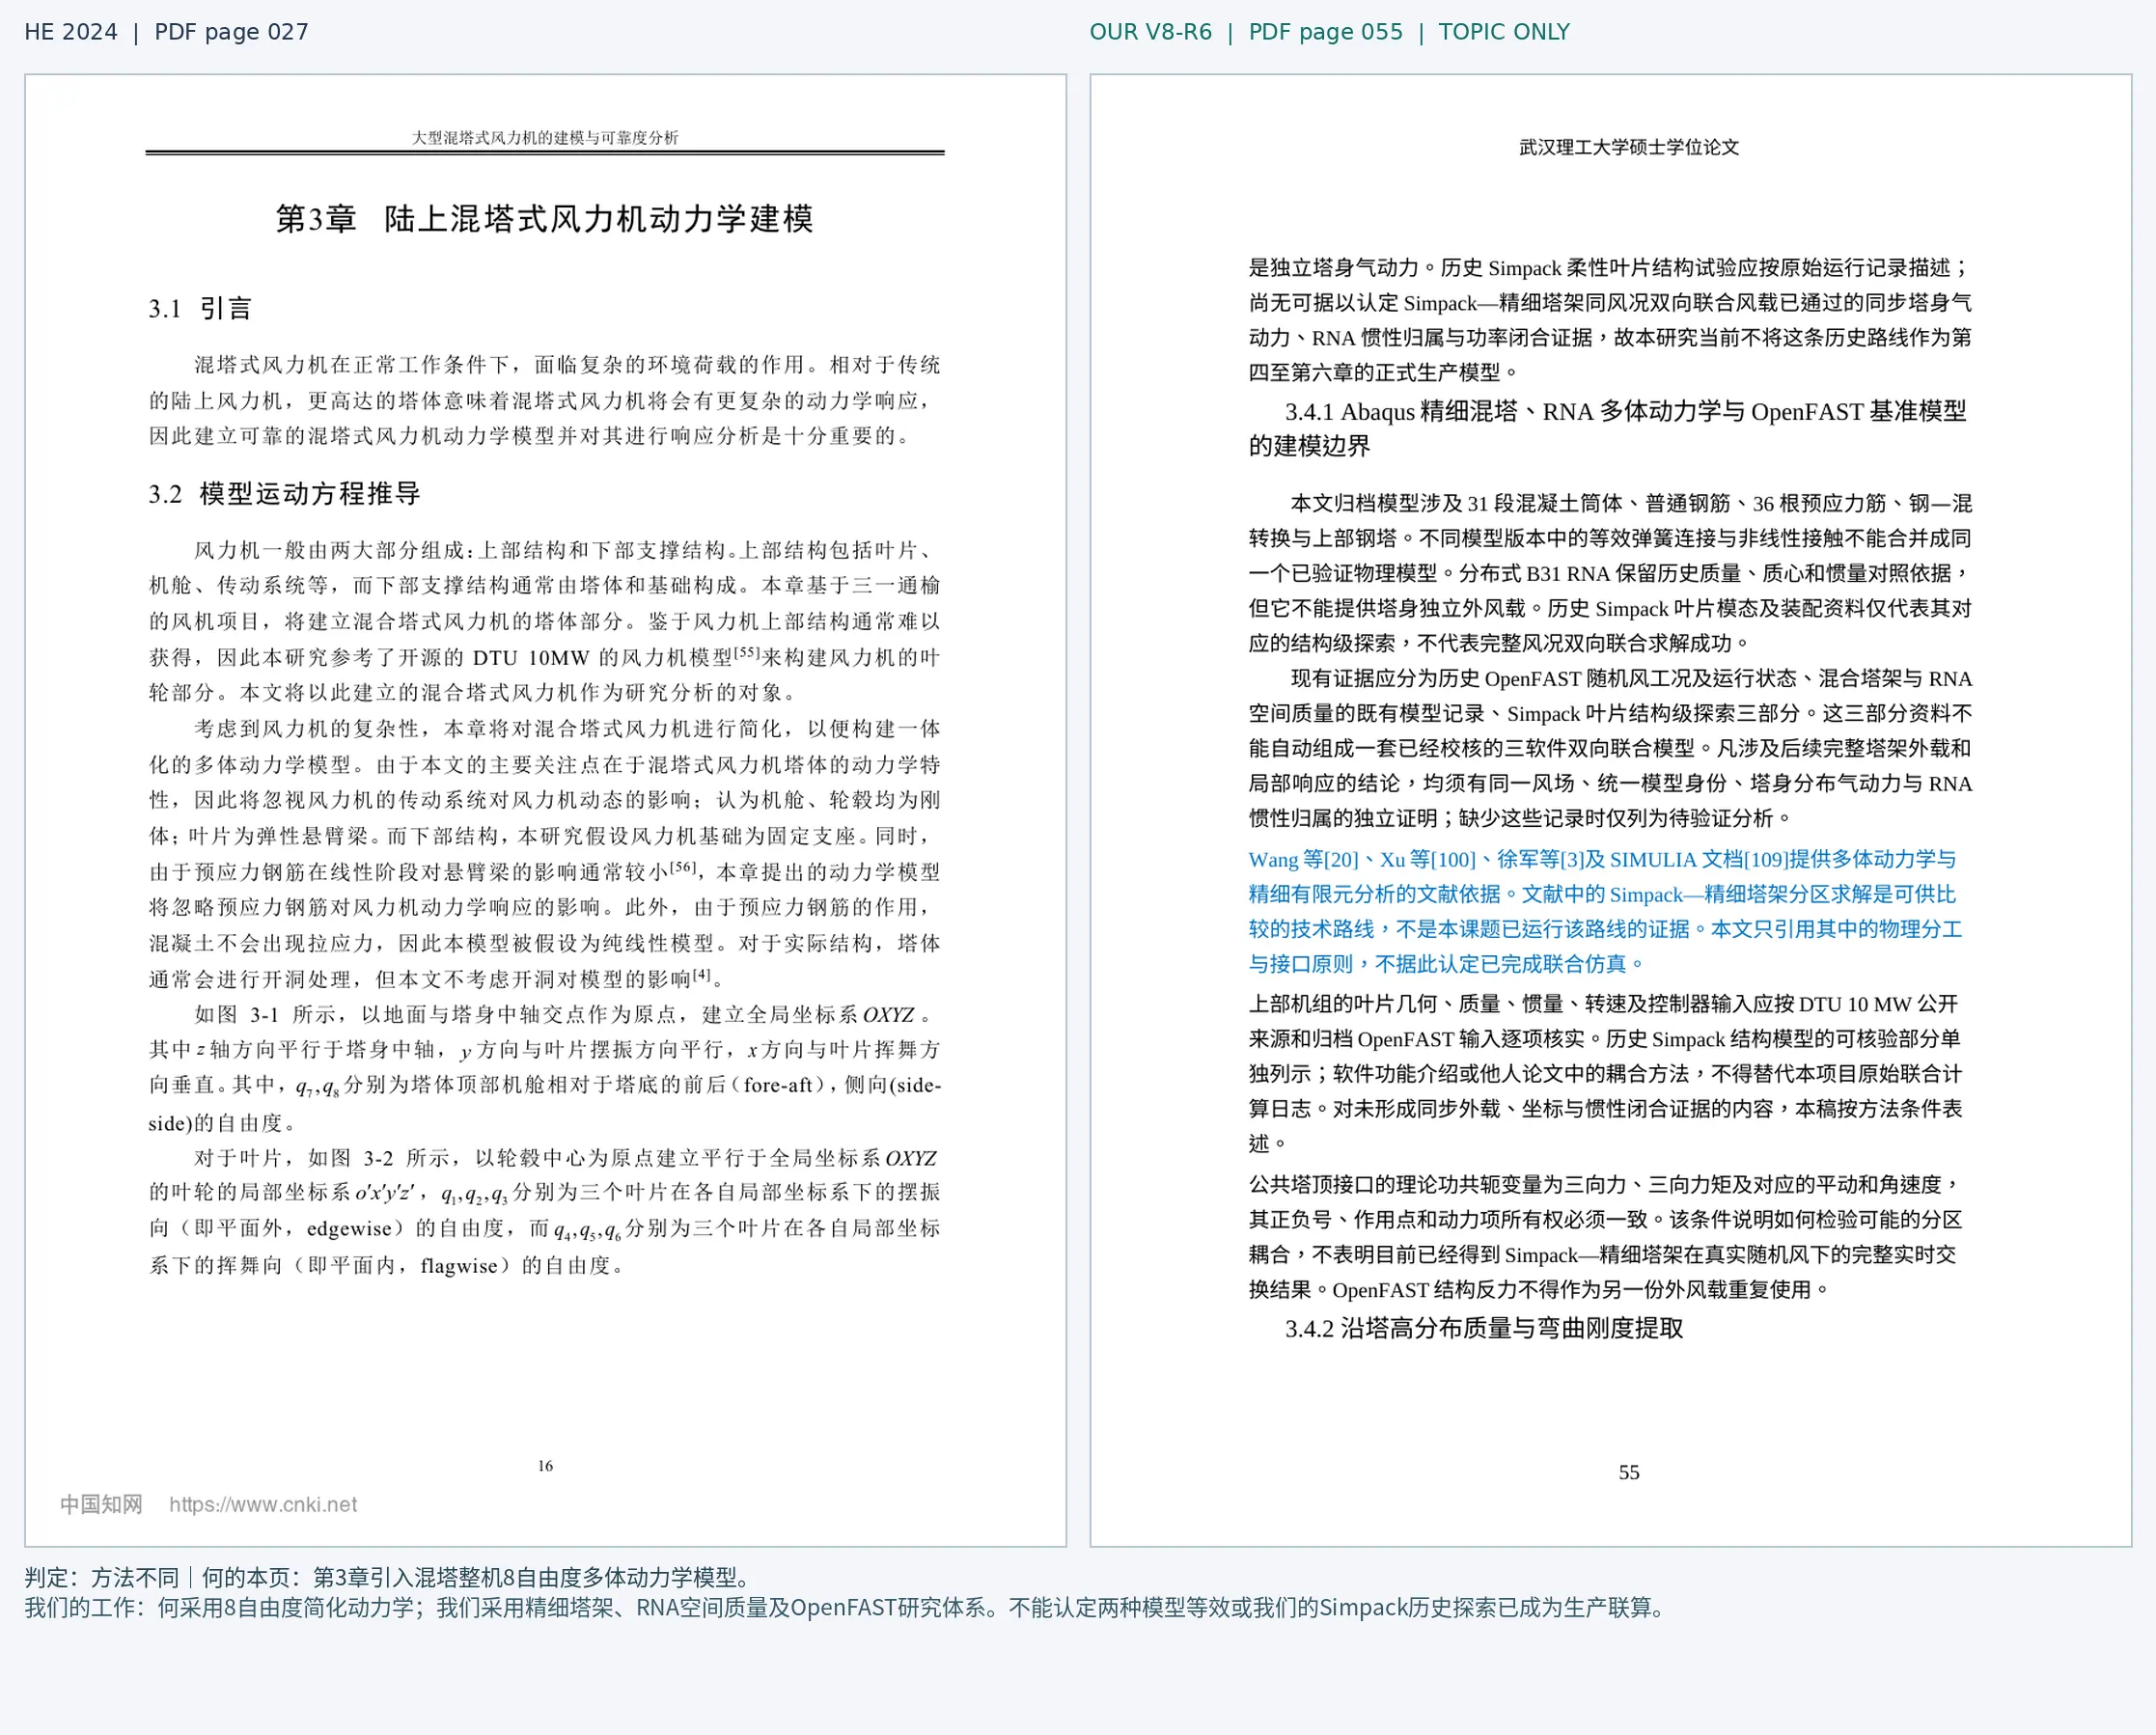 HE 2024 | PDF page 027
大型混塔式风力机的建模与可靠度分析
第3章 陆上混塔式风力机动力学建模
3.1 引言
混塔式风力机在正常工作条件下，面临复杂的环境荷载的作用。相对于传统
的陆上风力机，更高达的塔体意味着混塔式风力机将会有更复杂的动力学响应，
因此建立可靠的混塔式风力机动力学模型并对其进行响应分析是十分重要的。
3.2 模型运动方程推导
风力机一般由两大部分组成：上部结构和下部支撑结构。上部结构包括叶片、
机舱、传动系统等，而下部支撑结构通常由塔体和基础构成。本章基于三一通榆
的风机项目，将建立混合塔式风力机的塔体部分。鉴于风力机上部结构通常难以
获得，因此本研究参考了开源的 DTU 10MW 的风力机模型[55]来构建风力机的叶
轮部分。本文将以此建立的混合塔式风力机作为研究分析的对象。
考虑到风力机的复杂性，本章将对混合塔式风力机进行简化，以便构建一体
化的多体动力学模型。由于本文的主要关注点在于混塔式风力机塔体的动力学特
性，因此将忽视风力机的传动系统对风力机动态的影响；认为机舱、轮毂均为刚
体；叶片为弹性悬臂梁。而下部结构，本研究假设风力机基础为固定支座。同时，
由于预应力钢筋在线性阶段对悬臂梁的影响通常较小[56]，本章提出的动力学模型
将忽略预应力钢筋对风力机动力学响应的影响。此外，由于预应力钢筋的作用，
混凝土不会出现拉应力，因此本模型被假设为纯线性模型。对于实际结构，塔体
通常会进行开洞处理，但本文不考虑开洞对模型的影响[4]。
如图 3-1 所示，以地面与塔身中轴交点作为原点，建立全局坐标系OXYZ 。
其中 z 轴方向平行于塔身中轴，y 方向与叶片摆振方向平行，x 方向与叶片挥舞方
向垂直。其中，q7,q8分别为塔体顶部机舱相对于塔底的前后（fore-aft），侧向(side-
side)的自由度。
对于叶片，如图 3-2 所示，以轮毂中心为原点建立平行于全局坐标系OXYZ
的叶轮的局部坐标系o′x′y′z′，q1,q2,q3分别为三个叶片在各自局部坐标系下的摆振
向（即平面外，edgewise）的自由度，而 q4,q5,q6分别为三个叶片在各自局部坐标
系下的挥舞向（即平面内，flagwise）的自由度。
16
中国知网 https://www.cnki.net
OUR V8-R6 | PDF page 055 | TOPIC ONLY
武汉理工大学硕士学位论文
是独立塔身气动力。历史 Simpack 柔性叶片结构试验应按原始运行记录描述；
尚无可据以认定 Simpack—精细塔架同风况双向联合风载已通过的同步塔身气
动力、RNA 惯性归属与功率闭合证据，故本研究当前不将这条历史路线作为第
四至第六章的正式生产模型。
3.4.1 Abaqus 精细混塔、RNA 多体动力学与 OpenFAST 基准模型
的建模边界
本文归档模型涉及 31 段混凝土筒体、普通钢筋、36 根预应力筋、钢—混
转换与上部钢塔。不同模型版本中的等效弹簧连接与非线性接触不能合并成同
一个已验证物理模型。分布式 B31 RNA 保留历史质量、质心和惯量对照依据，
但它不能提供塔身独立外风载。历史 Simpack 叶片模态及装配资料仅代表其对
应的结构级探索，不代表完整风况双向联合求解成功。
现有证据应分为历史 OpenFAST 随机风工况及运行状态、混合塔架与 RNA
空间质量的既有模型记录、Simpack 叶片结构级探索三部分。这三部分资料不
能自动组成一套已经校核的三软件双向联合模型。凡涉及后续完整塔架外载和
局部响应的结论，均须有同一风场、统一模型身份、塔身分布气动力与 RNA
惯性归属的独立证明；缺少这些记录时仅列为待验证分析。
Wang 等[20]、Xu 等[100]、徐军等[3]及 SIMULIA 文档[109]提供多体动力学与
精细有限元分析的文献依据。文献中的 Simpack—精细塔架分区求解是可供比
较的技术路线，不是本课题已运行该路线的证据。本文只引用其中的物理分工
与接口原则，不据此认定已完成联合仿真。
上部机组的叶片几何、质量、惯量、转速及控制器输入应按 DTU 10 MW 公开
来源和归档 OpenFAST 输入逐项核实。历史 Simpack 结构模型的可核验部分单
独列示；软件功能介绍或他人论文中的耦合方法，不得替代本项目原始联合计
算日志。对未形成同步外载、坐标与惯性闭合证据的内容，本稿按方法条件表
述。
公共塔顶接口的理论功共轭变量为三向力、三向力矩及对应的平动和角速度，
其正负号、作用点和动力项所有权必须一致。该条件说明如何检验可能的分区
耦合，不表明目前已经得到 Simpack—精细塔架在真实随机风下的完整实时交
换结果。OpenFAST 结构反力不得作为另一份外风载重复使用。
3.4.2 沿塔高分布质量与弯曲刚度提取
55
判定：方法不同｜何的本页：第3章引入混塔整机8自由度多体动力学模型。
我们的工作：何采用8自由度简化动力学；我们采用精细塔架、RNA空间质量及OpenFAST研究体系。不能认定两种模型等效或我们的Simpack历史探索已成为生产联算。